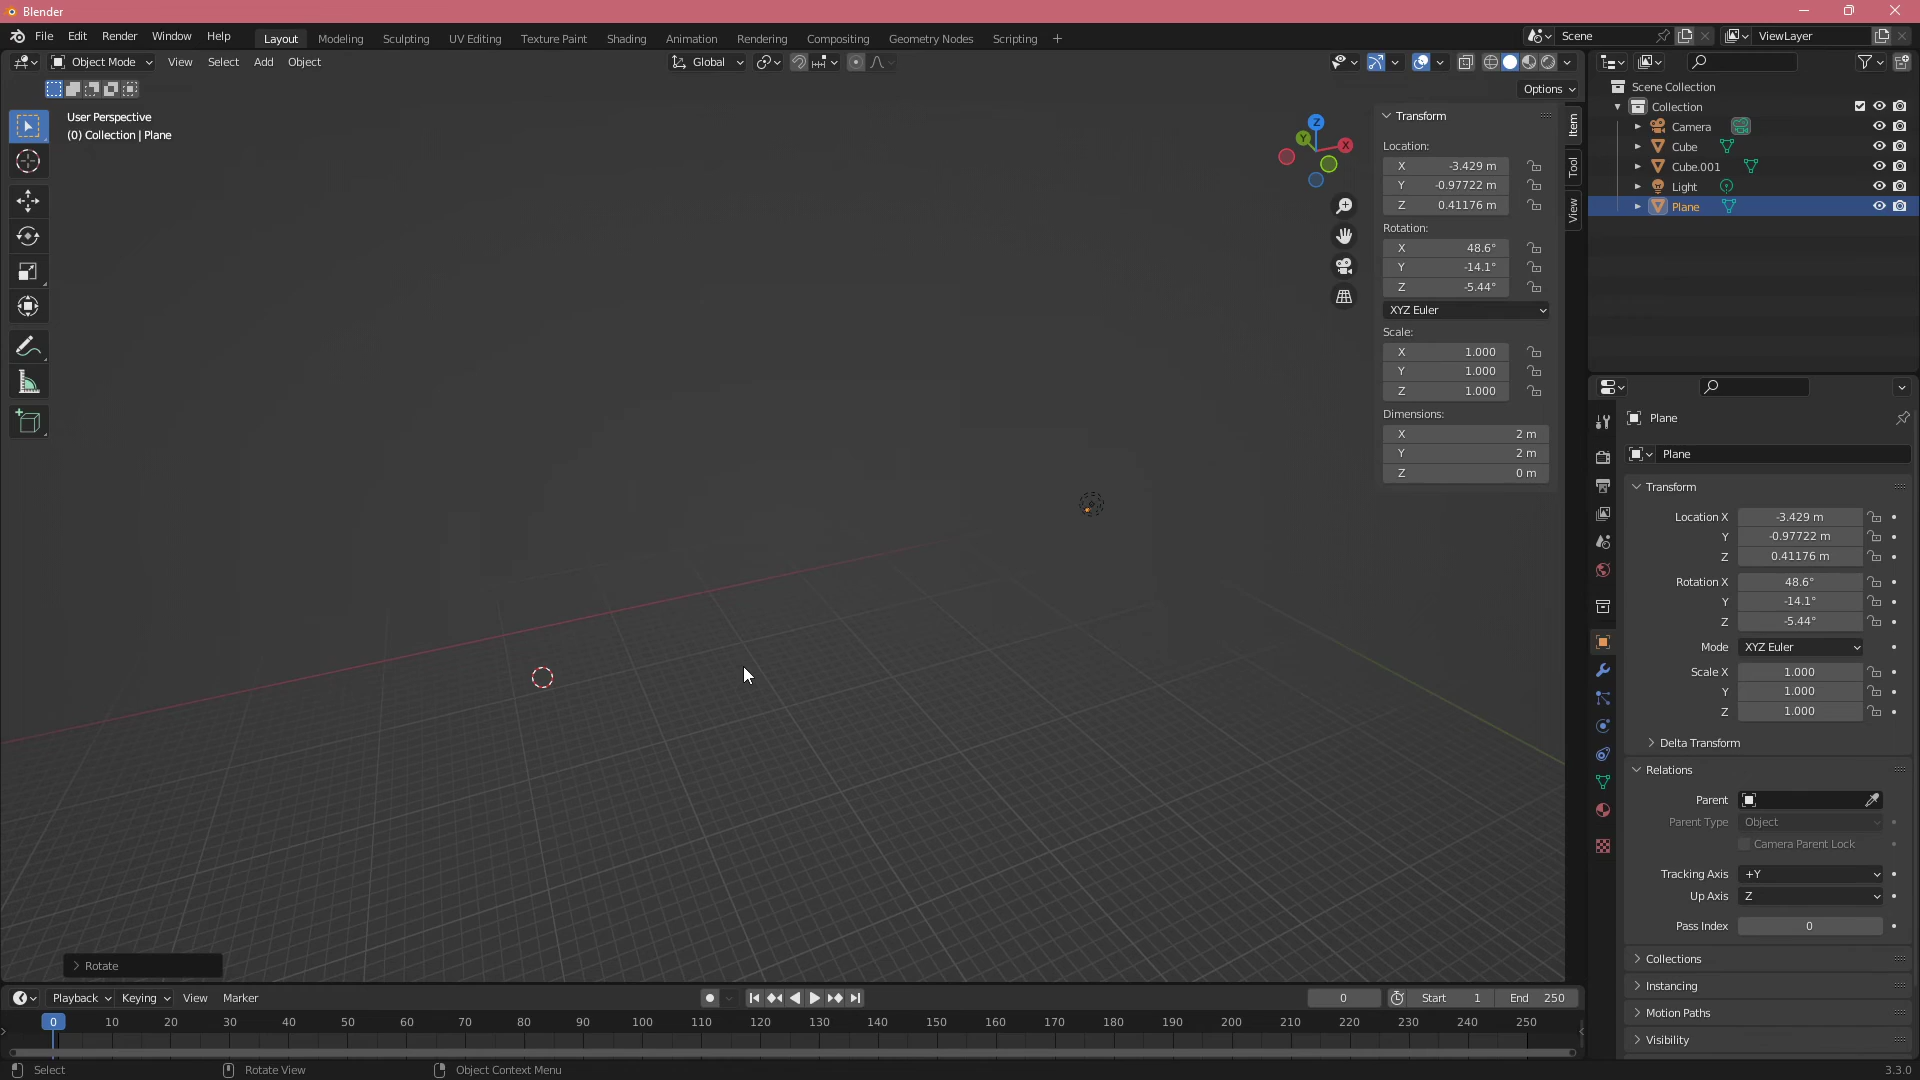 Blender
File Edit Render Window Help Layout Modeling Sculpting UV Editing Texture Paint Shading Animation Rendering Compositing Geometry Nodes Scripting + Scene ViewLayer
Object Mode View Select Add Object Global
Options
User Perspective
(0) Collection | Plane
Z
Y
X
Transform
Location:
X -3.429 m
Y -0.97722 m
Z 0.41176 m
Rotation:
X 48.6°
Y -14.1°
Z -5.44°
XYZ Euler
Scale:
X 1.000
Y 1.000
Z 1.000
Dimensions:
X 2 m
Y 2 m
Z 0 m
Item
Tool
View
Scene Collection
Collection
Camera
Cube
Cube.001
Light
Plane
Plane
Plane
Transform
Location X -3.429 m
Y -0.97722 m
Z 0.41176 m
Rotation X 48.6°
Y -14.1°
Z -5.44°
Mode XYZ Euler
Scale X 1.000
Y 1.000
Z 1.000
Delta Transform
Relations
Parent
Parent Type Object
Camera Parent Lock
Tracking Axis +Y
Up Axis Z
Pass Index 0
Collections
Instancing
Motion Paths
Visibility
Rotate
Playback Keying View Marker 0 Start 1 End 250
0 10 20 30 40 50 60 70 80 90 100 110 120 130 140 150 160 170 180 190 200 210 220 230 240 250
Select Rotate View Object Context Menu 3.3.0